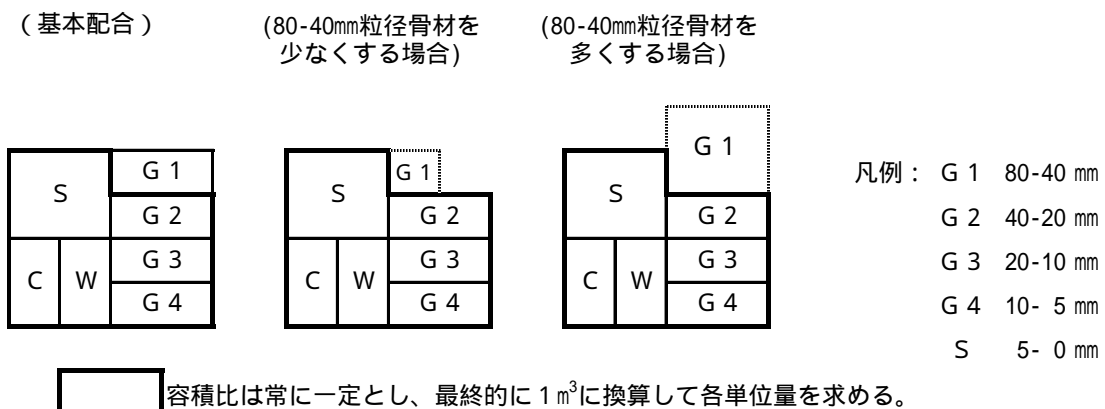 (基本配合)
(80-40㎜粒径骨材を
少なくする場合)
(80-40㎜粒径骨材を
多くする場合)
S
G 1
G 2
C
W
G 3
G 4
S
G 1
G 2
C
W
G 3
G 4
S
G 1
G 2
C
W
G 3
G 4
凡例： G 1 80-40 ㎜
G 2 40-20 ㎜
G 3 20-10 ㎜
G 4 10- 5 ㎜
S 5- 0 ㎜
容積比は常に一定とし、最終的に1㎥に換算して各単位量を求める。